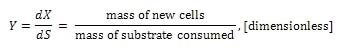 Y = dX/dS = mass of new cells/mass of substrate consumed, [dimensionless]